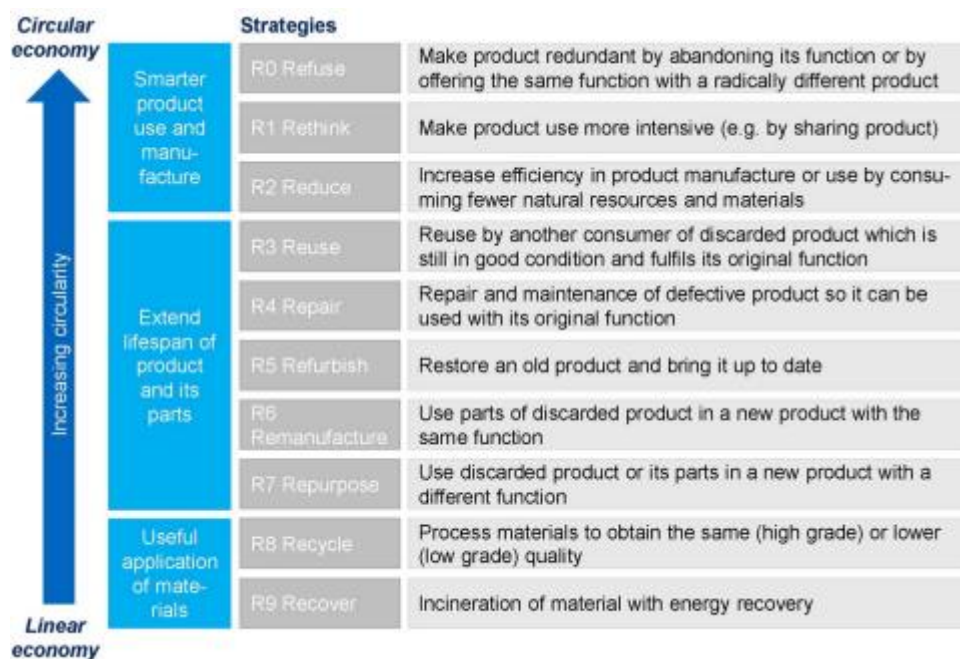 Circular
economy
Strategies
Increasing circularity
Smarter
product
use and
manu-
facture
R0 Refuse
Make product redundant by abandoning its function or by
offering the same function with a radically different product
R1 Rethink
Make product use more intensive (e.g. by sharing product)
R2 Reduce
Increase efficiency in product manufacture or use by consu-
ming fewer natural resources and materials
Extend
lifespan of
product
and its
parts
R3 Reuse
Reuse by another consumer of discarded product which is
still in good condition and fulfils its original function
R4 Repair
Repair and maintenance of defective product so it can be
used with its original function
R5 Refurbish
Restore an old product and bring it up to date
R6
Remanufacture
Use parts of discarded product in a new product with the
same function
R7 Repurpose
Use discarded product or its parts in a new product with a
different function
Useful
application
of mate-
rials
R8 Recycle
Process materials to obtain the same (high grade) or lower
(low grade) quality
R9 Recover
Incineration of material with energy recovery
Linear
economy